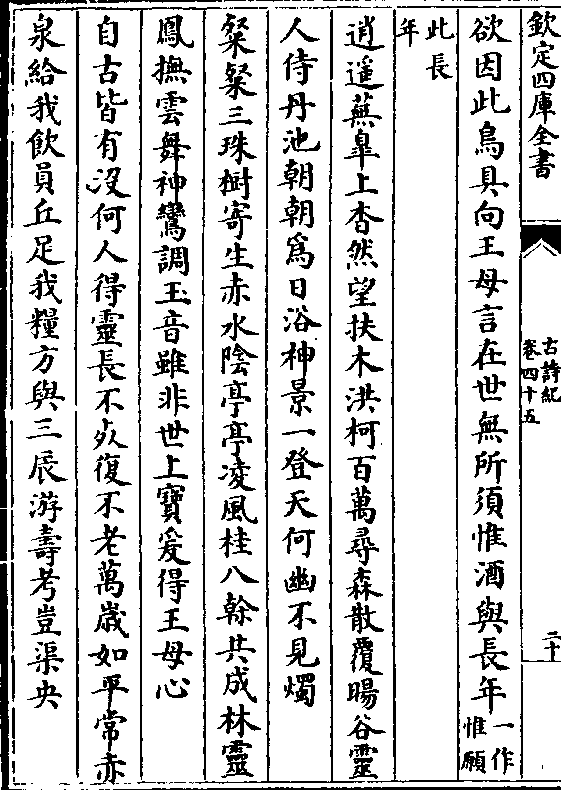 欽定四庫全書
古詩紀
卷四十五
二十
欲因此烏具向王母言在世無所須惟酒與長年一作惟願
此長年
逍遥蕪臯上杳然望扶木洪柯百萬尋森散覆暘谷靈
人侍丹池朝朝爲日浴神景一登天何幽不見燭
粲粲三珠樹寄生赤水陰亭亭凌風桂八榦共成林靈
鳳撫雲舞神鸞調玉音雖非世上寶爰得王母心
自古皆有沒何人得靈長不死復不老萬歲如平常赤
泉給我飲員丘足我糧方與三辰游壽考豈渠央